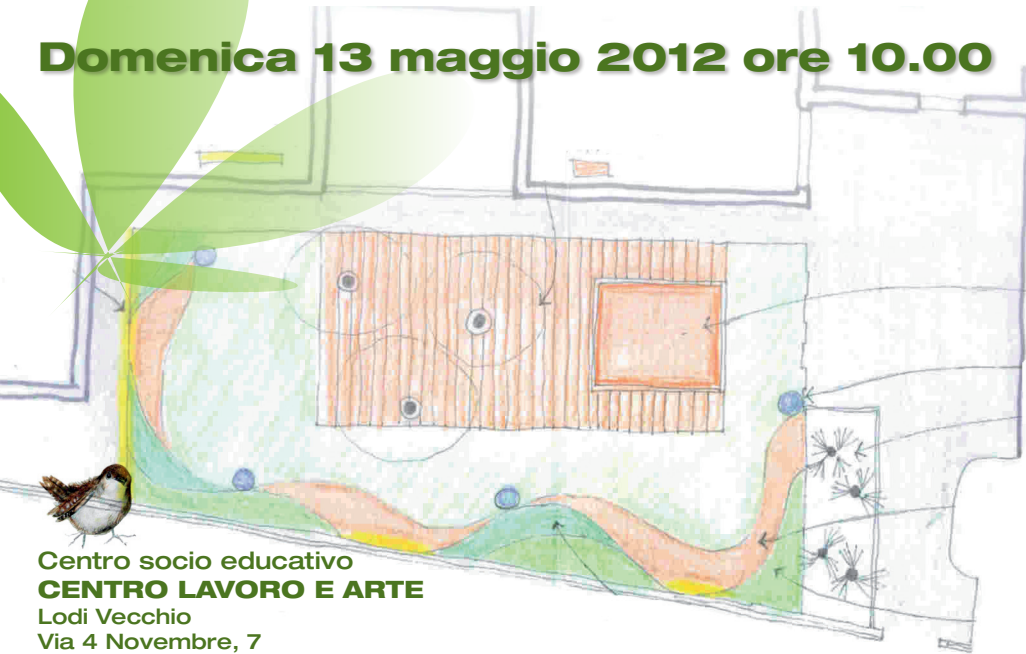 Domenica 13 maggio 2012 ore 10.00
Centro socio educativo
CENTRO LAVORO E ARTE
Lodi Vecchio
Via 4 Novembre, 7